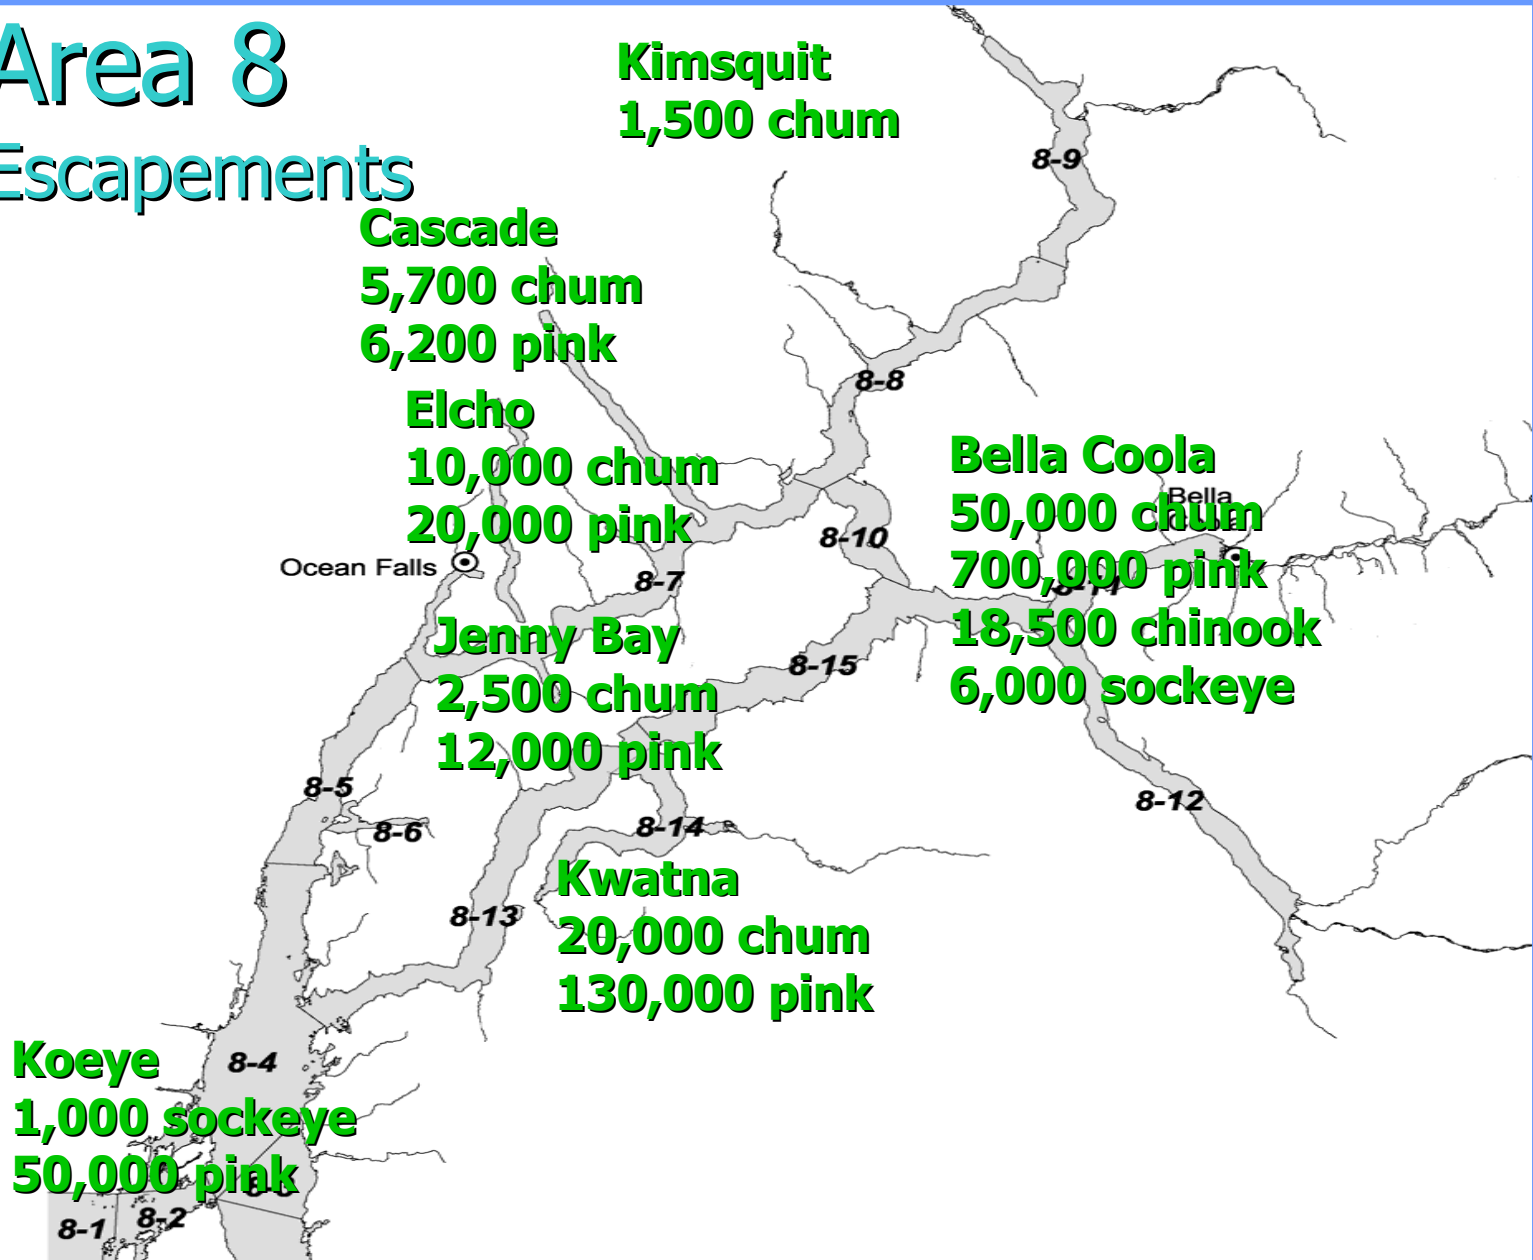 Area 8
Escapements
Kimsquit
1,500 chum
8-9
Cascade
5,700 chum
6,200 pink
8-8
Elcho
10,000 chum
20,000 pink
Bella Coola
50,000 chum
700,000 pink
18,500 chinook
6,000 sockeye
Bella
8-10
Ocean Falls
8-7
8-11
Jenny Bay
2,500 chum
12,000 pink
8-15
8-5
8-6
8-14
8-12
Kwatna
20,000 chum
130,000 pink
8-13
Koeye
1,000 sockeye
50,000 pink
8-4
8-1
8-2